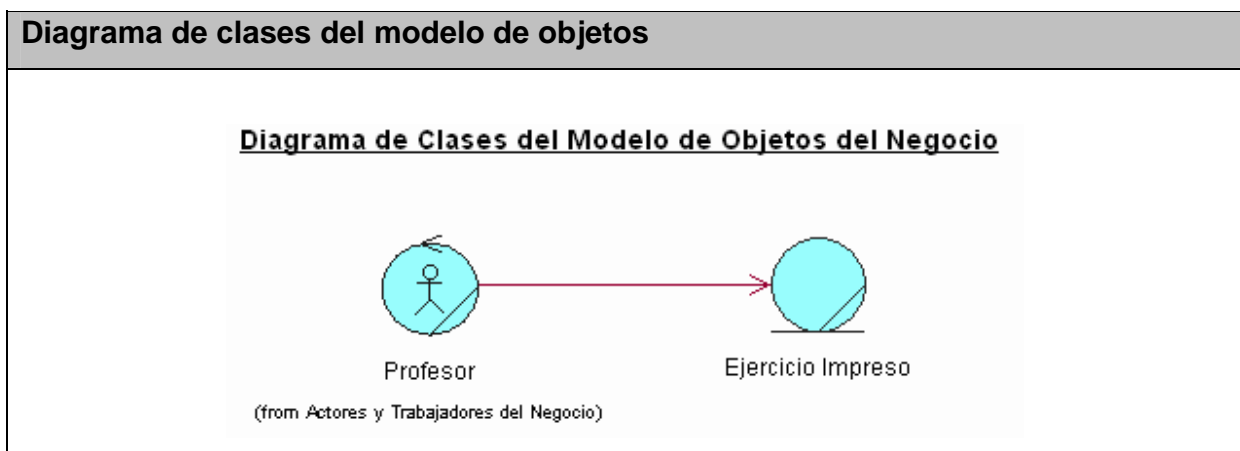 Diagrama de clases del modelo de objetos
Diagrama de Clases del Modelo de Objetos del Negocio
Profesor
Ejercicio Impreso
(from Actores y Trabajadores del Negocio)